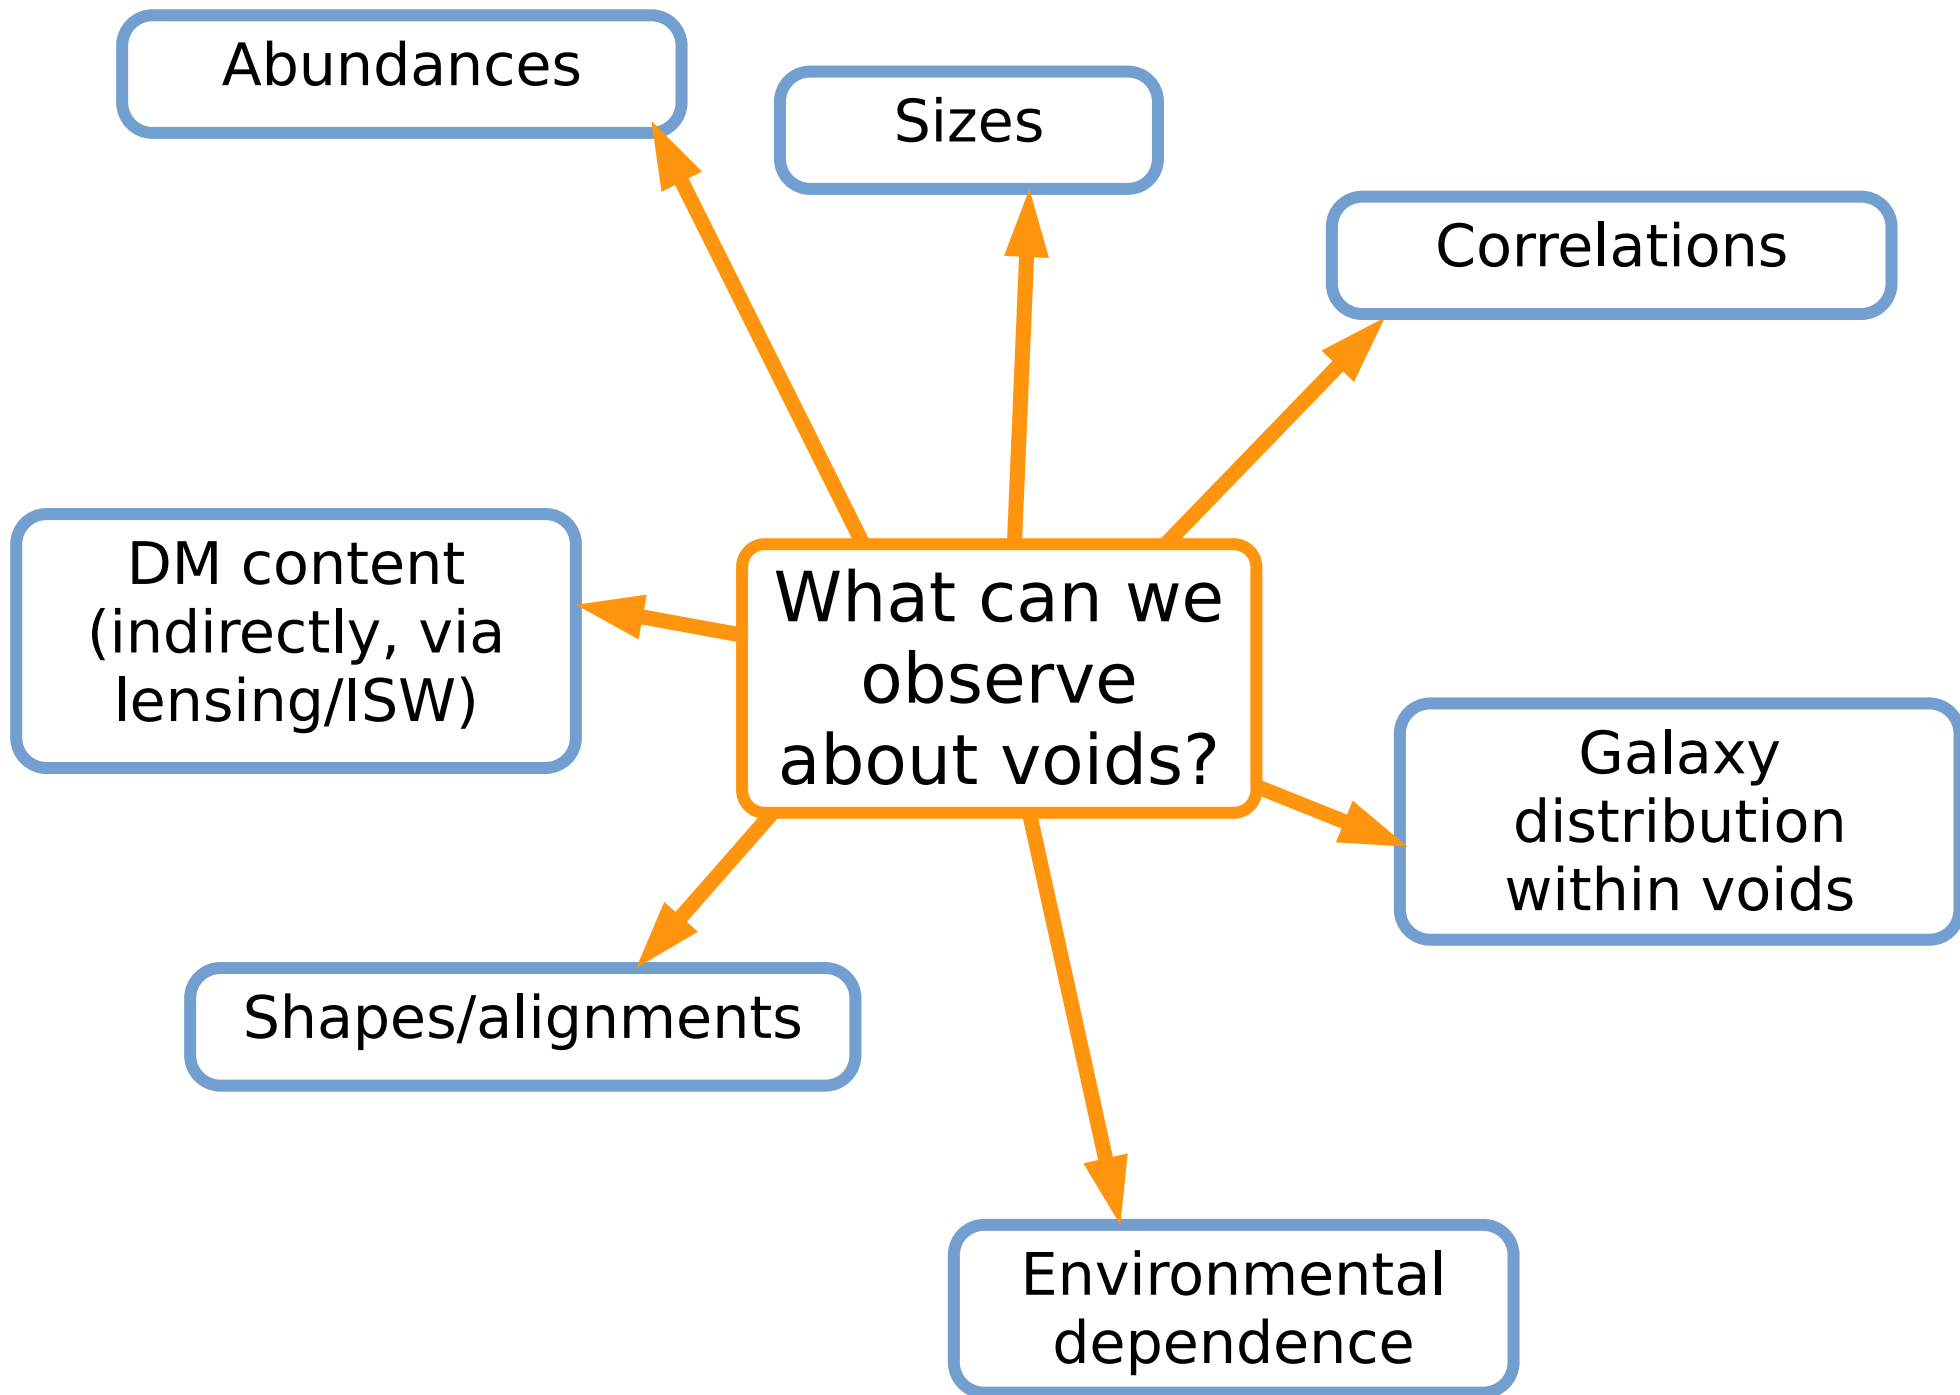 Abundances
Sizes
Correlations
DM content
(indirectly, via
lensing/ISW)
What can we
observe
about voids?
Galaxy
distribution
within voids
Shapes/alignments
Environmental
dependence